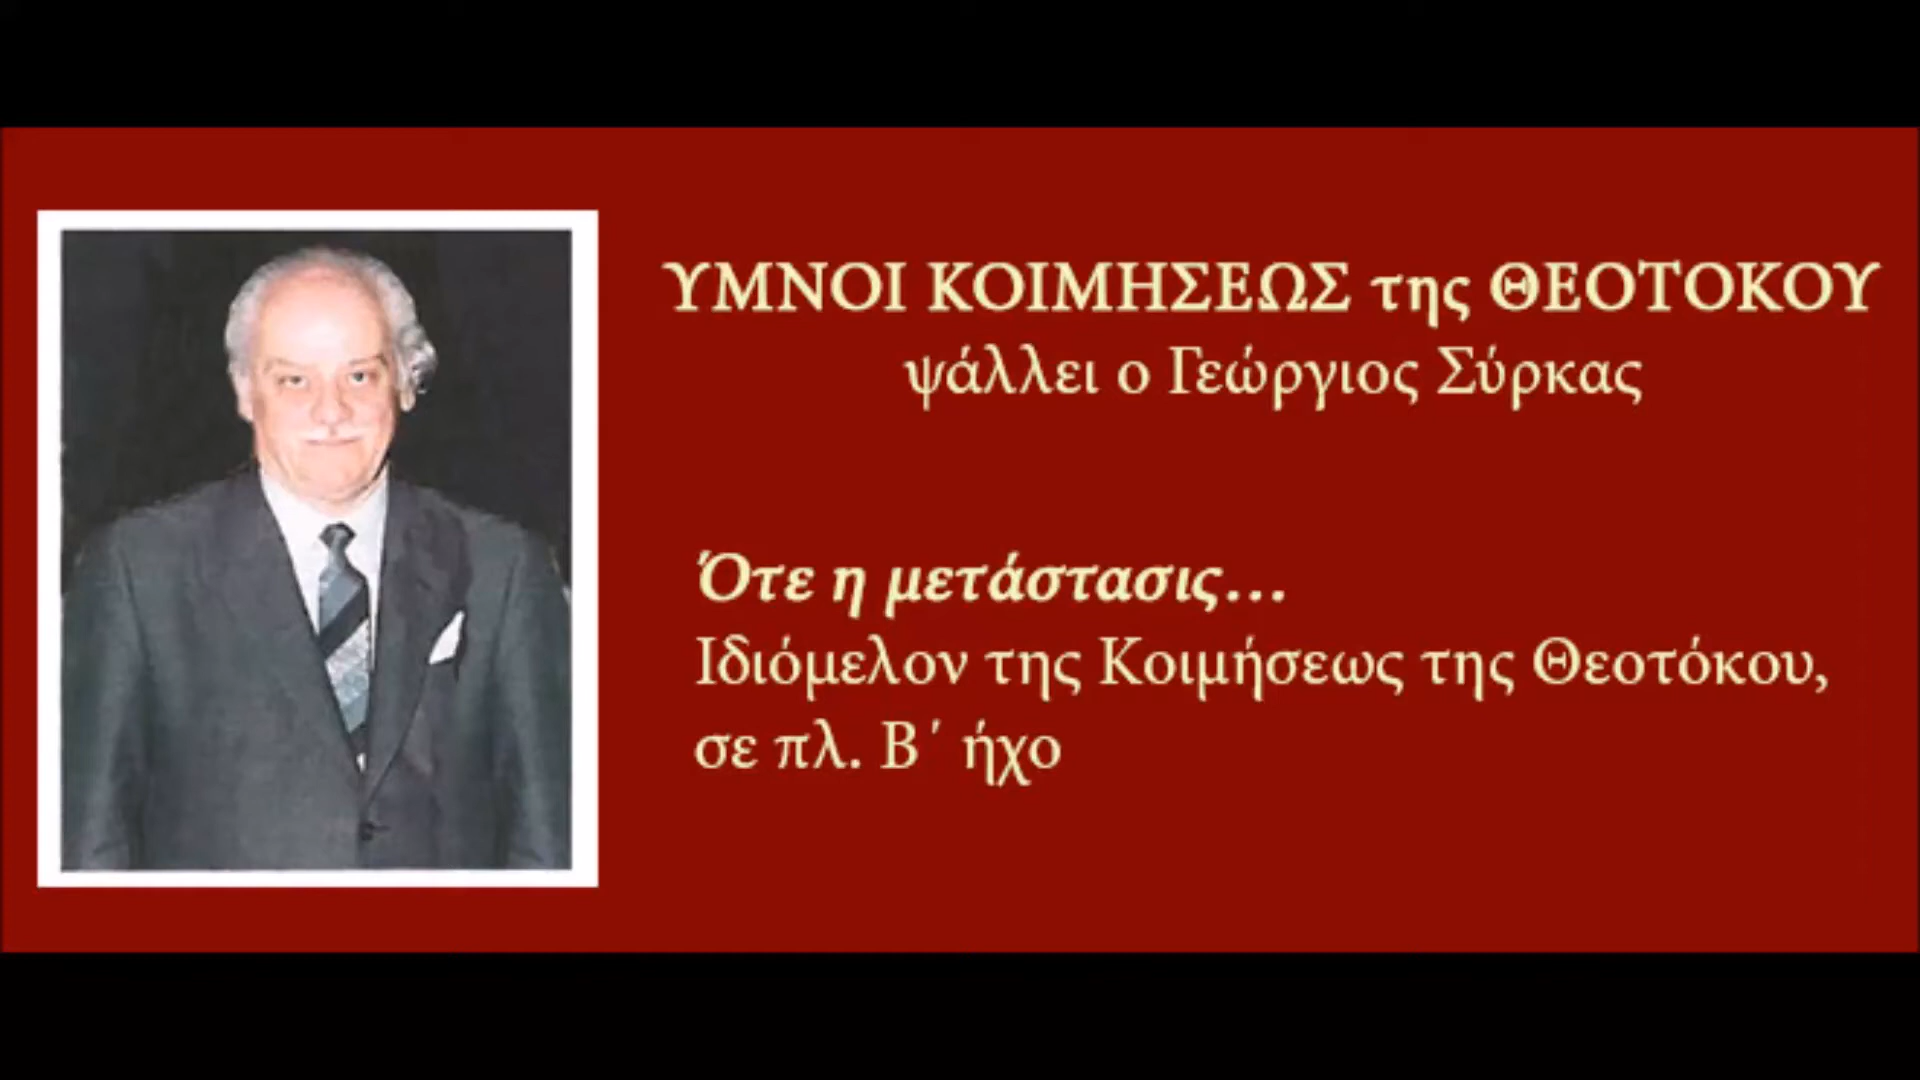 ΥΜΝΟΙ ΚΟΙΜΗΣΕΩΣ της ΘΕΟΤΟΚΟΥ
ψάλλει ο Γεώργιος Σύρκας
Ότε η μετάστασις...
Ιδιόμελον της Κοιμήσεως της Θεοτόκου,
σε πλ. Β΄ ήχο